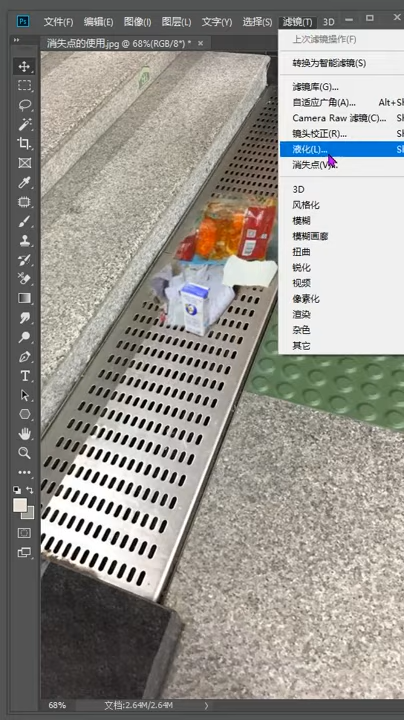 Ps 文件(F) 编辑(E) 图像(I) 图层(L) 文字(Y) 选择(S) 滤镜(T) 3D
消失点的使用.jpg @ 68%(RGB/8*) *
上次滤镜操作(F)
转换为智能滤镜(S)
滤镜库(G)...
自适应广角(A)... Alt+S
Camera Raw 滤镜(C)... S
镜头校正(R)... S
液化(L)... S
消失点(V)...
3D
风格化
模糊
模糊画廊
扭曲
锐化
视频
像素化
渲染
杂色
其它
T
68% 文档:2.64M/2.64M